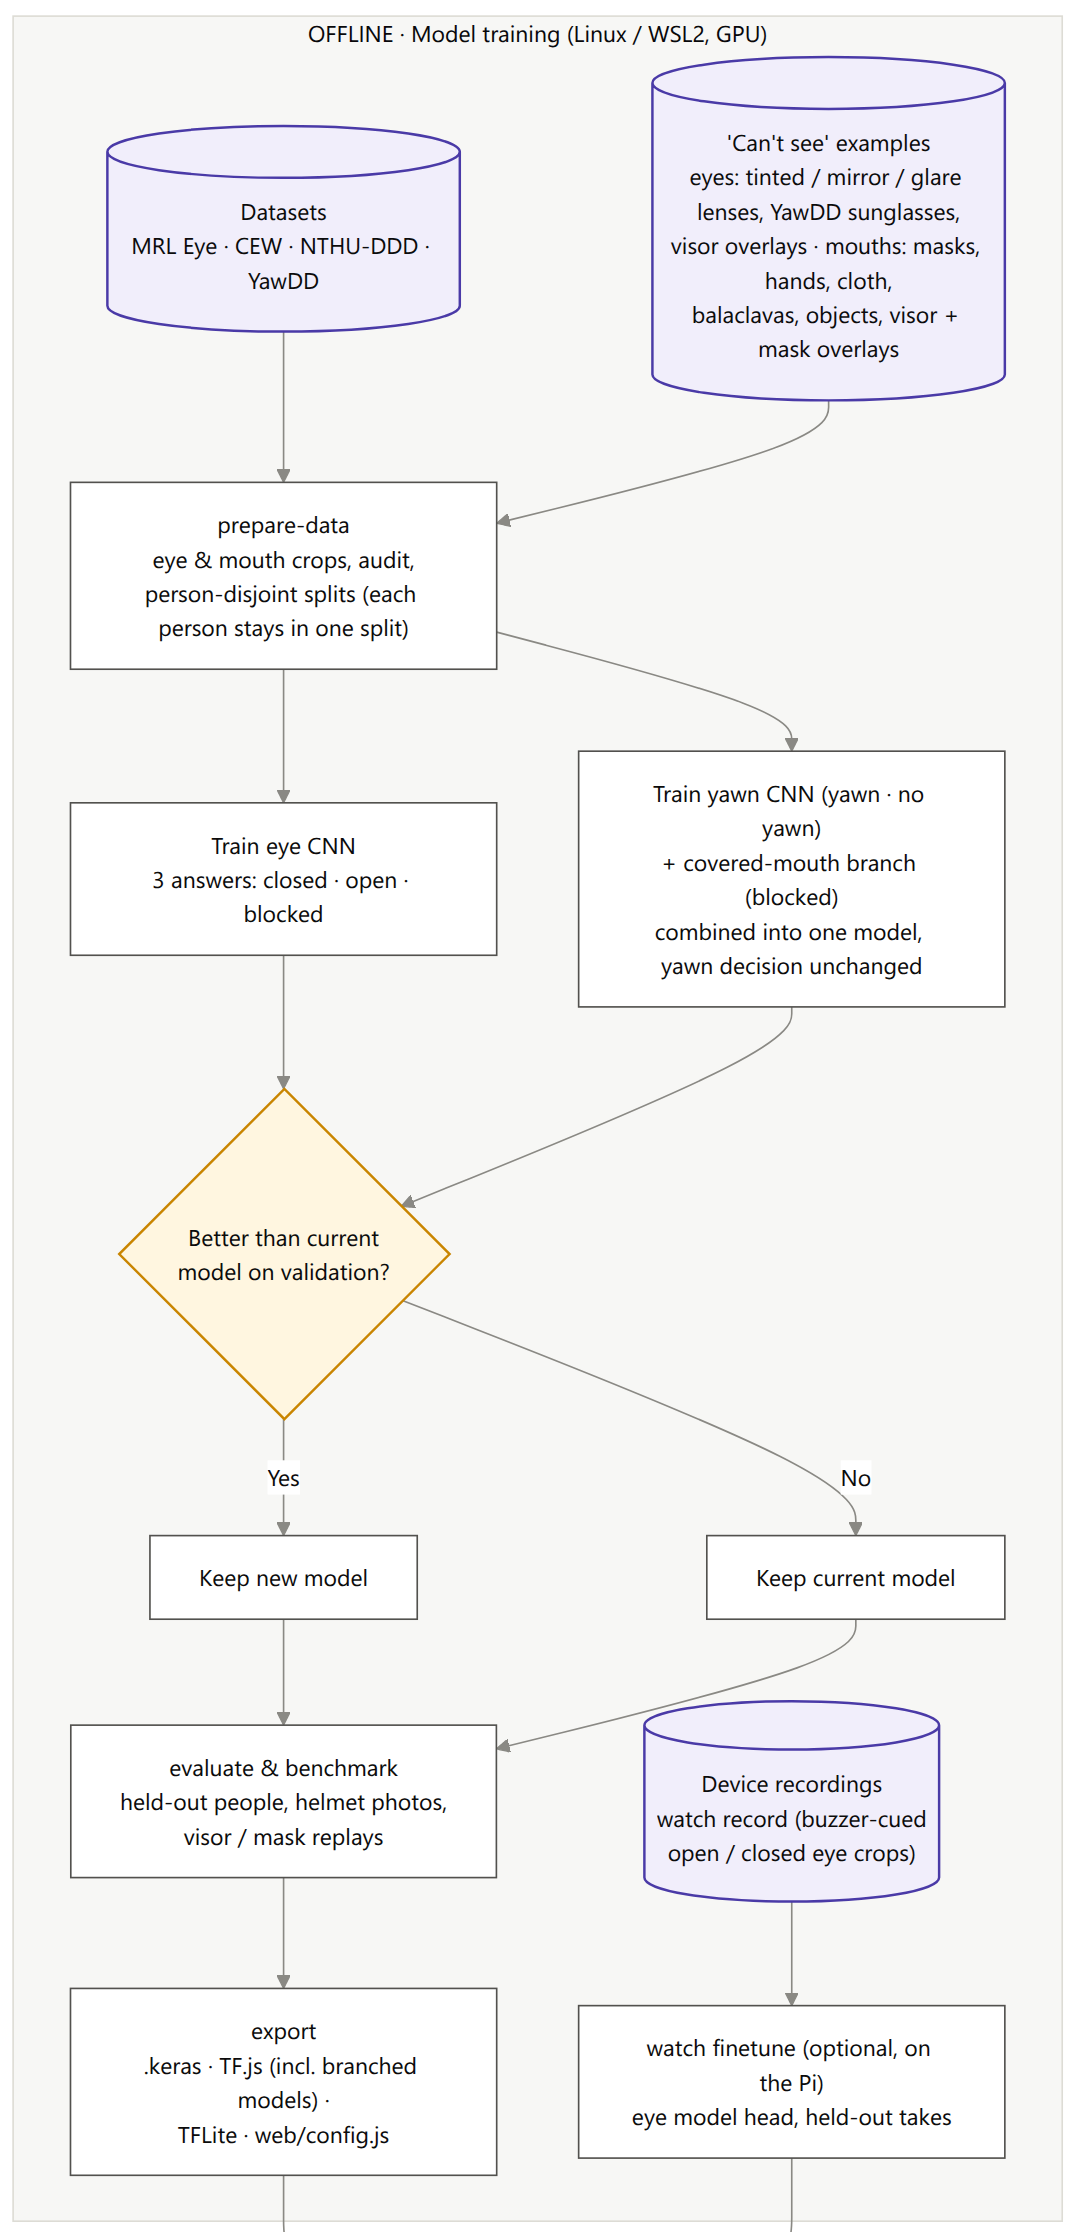 OFFLINE · Model training (Linux / WSL2, GPU)
Datasets
MRL Eye · CEW · NTHU-DDD ·
YawDD
'Can't see' examples
eyes: tinted / mirror / glare
lenses, YawDD sunglasses,
visor overlays · mouths: masks,
hands, cloth,
balaclavas, objects, visor +
mask overlays
prepare-data
eye & mouth crops, audit,
person-disjoint splits (each
person stays in one split)
Train eye CNN
3 answers: closed · open ·
blocked
Train yawn CNN (yawn · no
yawn)
+ covered-mouth branch
(blocked)
combined into one model,
yawn decision unchanged
Better than current
model on validation?
Yes
No
Keep new model
Keep current model
evaluate & benchmark
held-out people, helmet photos,
visor / mask replays
Device recordings
watch record (buzzer-cued
open / closed eye crops)
export
.keras · TF.js (incl. branched
models) ·
TFLite · web/config.js
watch finetune (optional, on
the Pi)
eye model head, held-out takes